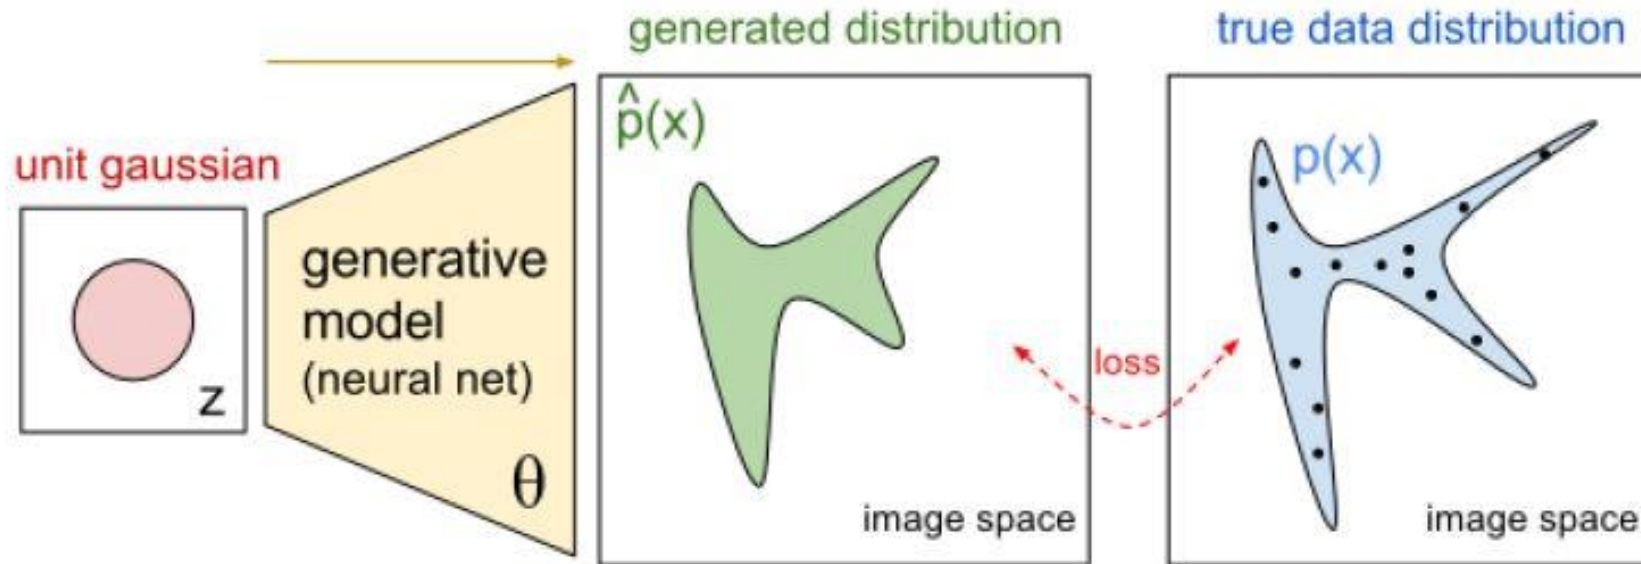 unit gaussian
z
generative
model
(neural net)
θ
generated distribution
p̂(x)
image space
loss
true data distribution
p(x)
image space